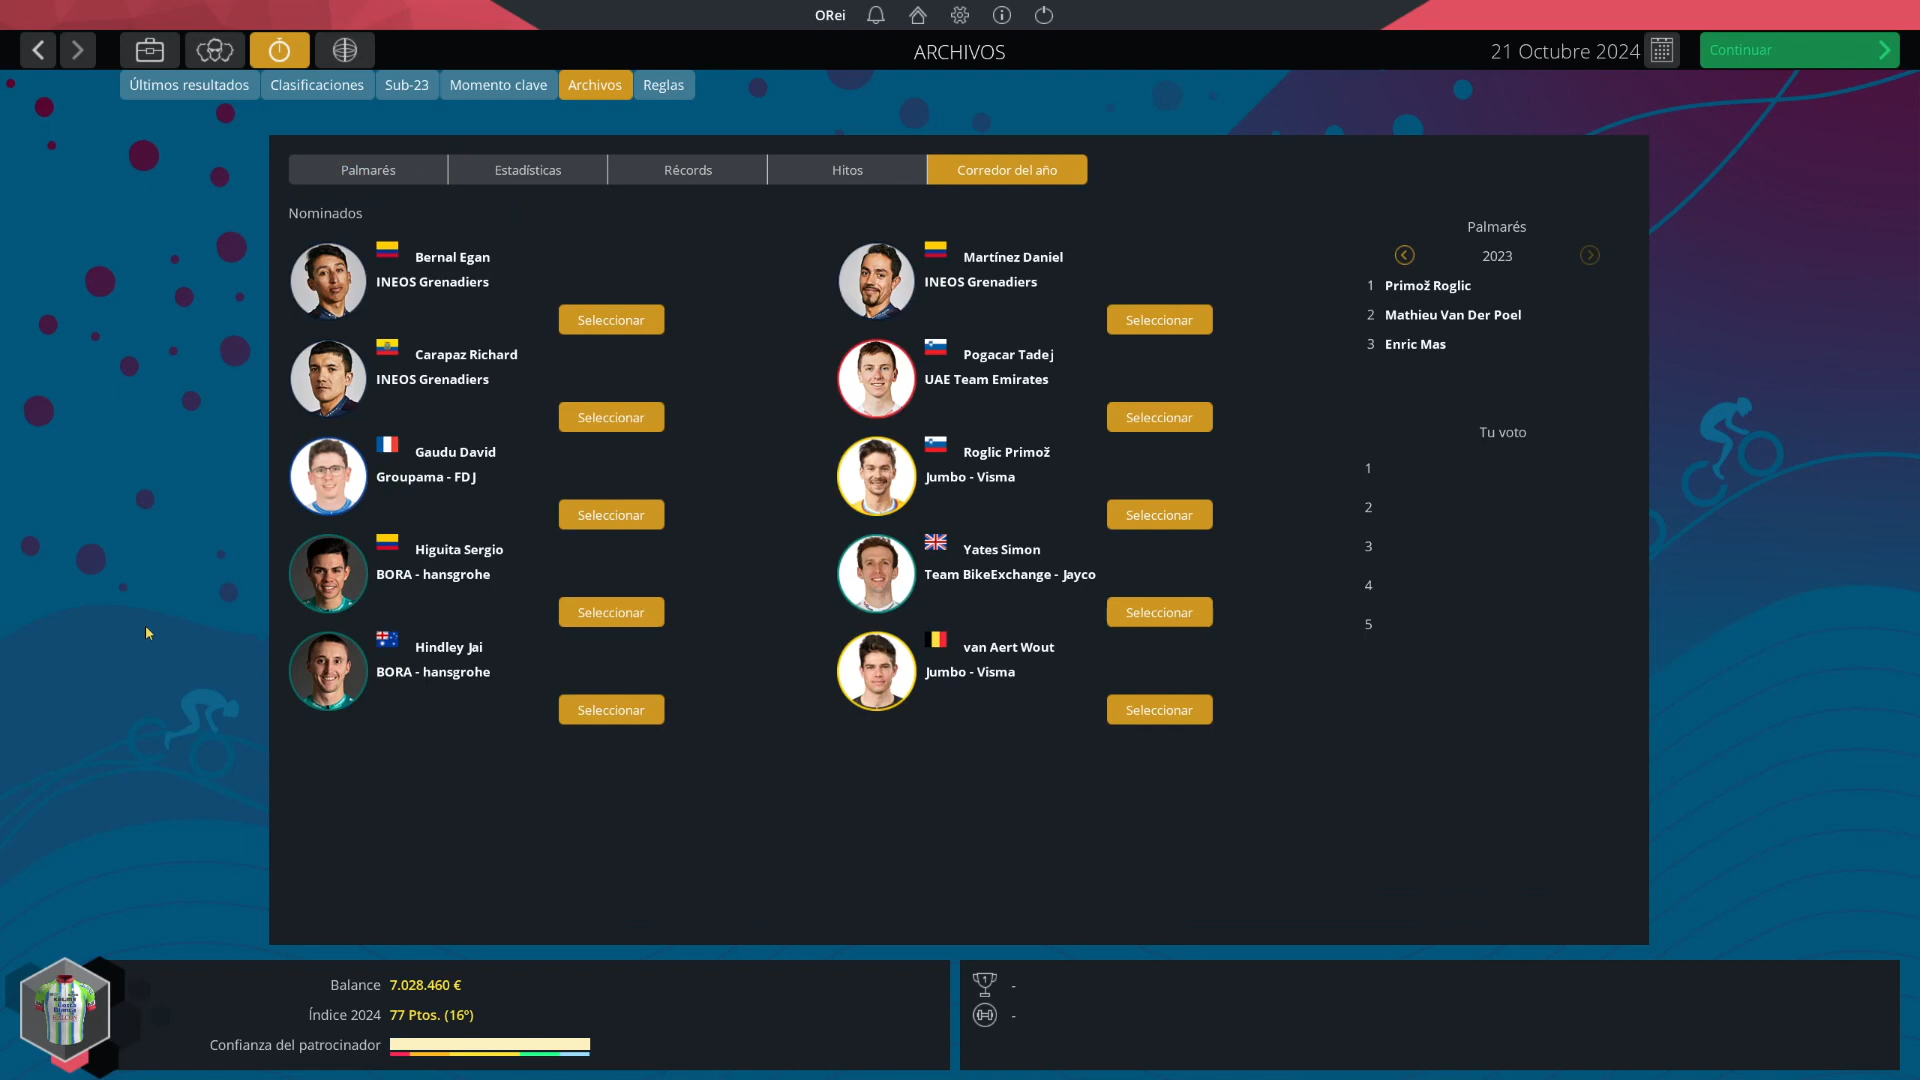 ORei
ARCHIVOS
21 Octubre 2024
Continuar
Últimos resultados
Clasificaciones
Sub-23
Momento clave
Archivos
Reglas
Palmarés
Estadísticas
Récords
Hitos
Corredor del año
Nominados
Bernal Egan
INEOS Grenadiers
Seleccionar
Carapaz Richard
INEOS Grenadiers
Seleccionar
Gaudu David
Groupama - FDJ
Seleccionar
Higuita Sergio
BORA - hansgrohe
Seleccionar
Hindley Jai
BORA - hansgrohe
Seleccionar
Martínez Daniel
INEOS Grenadiers
Seleccionar
Pogacar Tadej
UAE Team Emirates
Seleccionar
Roglic Primož
Jumbo - Visma
Seleccionar
Yates Simon
Team BikeExchange - Jayco
Seleccionar
van Aert Wout
Jumbo - Visma
Seleccionar
Palmarés
2023
1 Primož Roglic
2 Mathieu Van Der Poel
3 Enric Mas
Tu voto
1
2
3
4
5
Balance 7.028.460 €
Índice 2024 77 Ptos. (16º)
Confianza del patrocinador
-
-